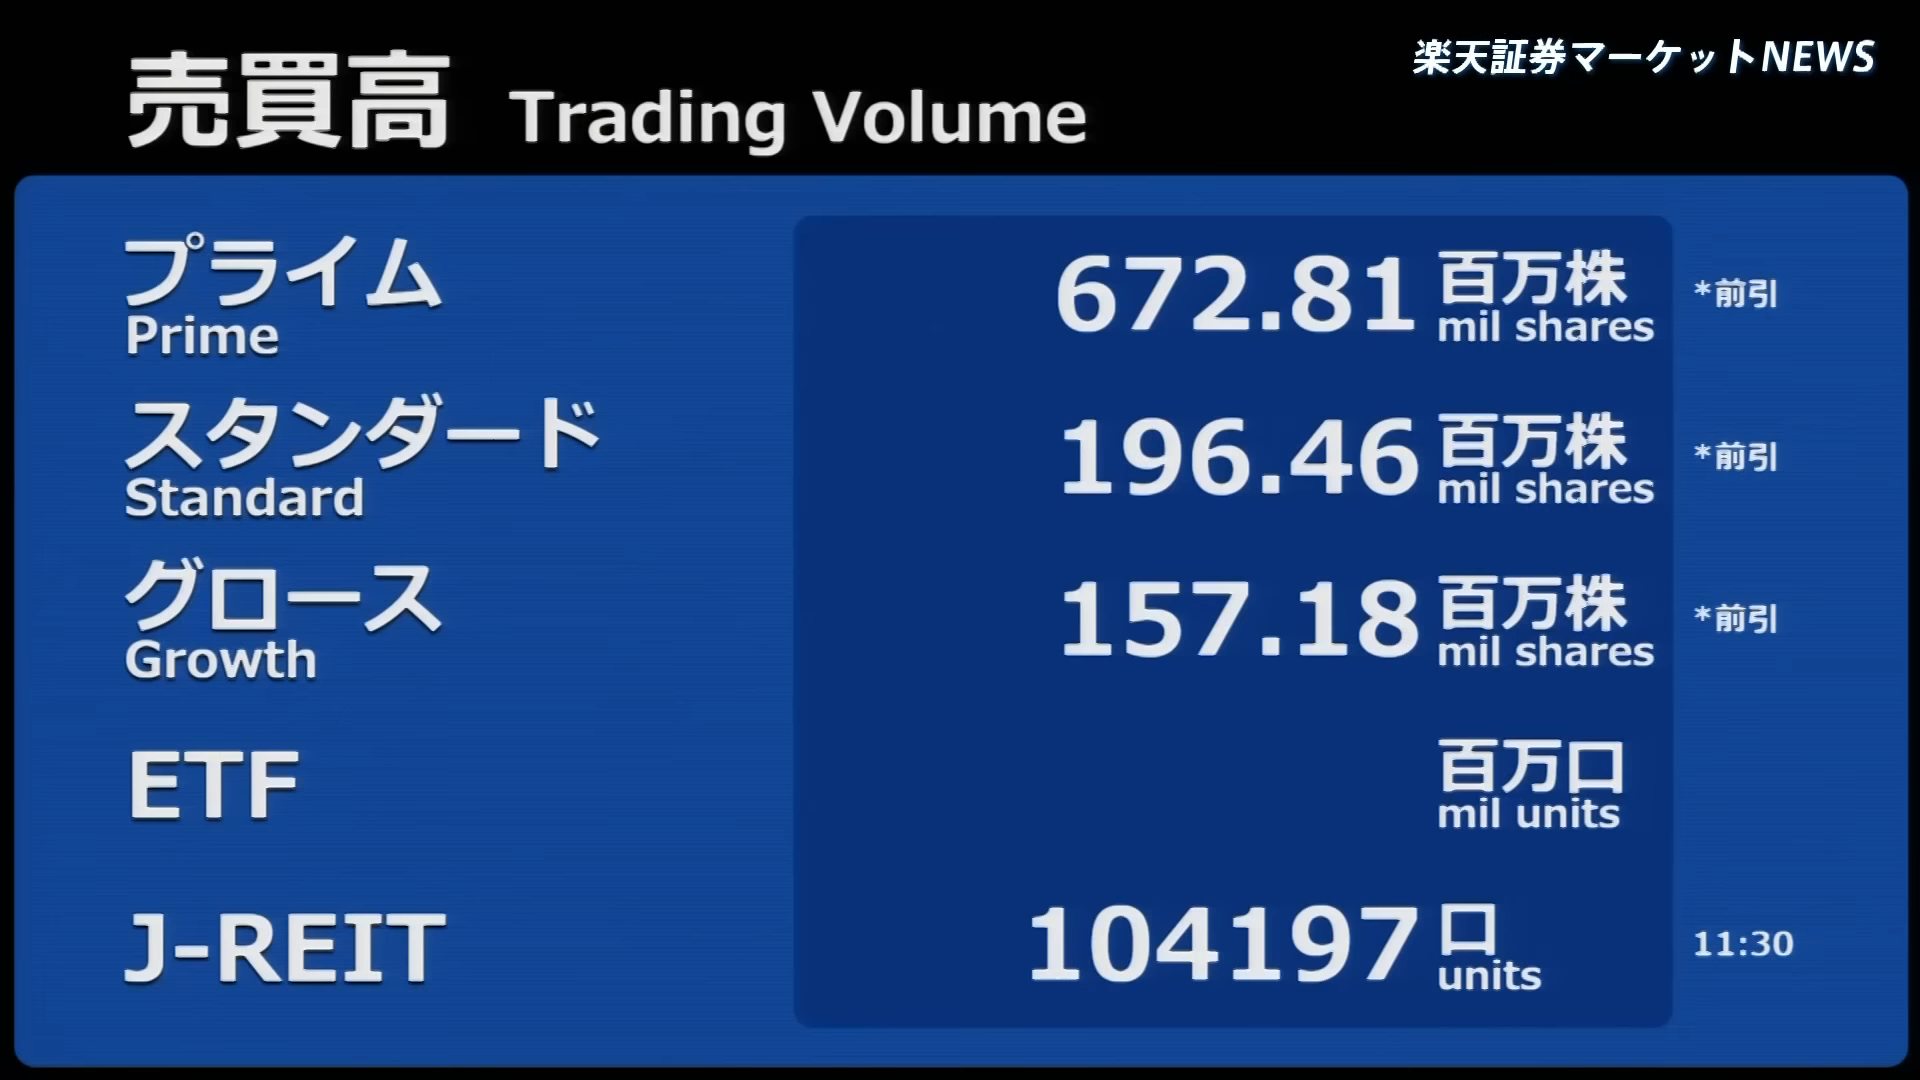 楽天証券マーケットNEWS
売買高 Trading Volume
プライム
Prime
672.81 百万株
mil shares
*前引
スタンダード
Standard
196.46 百万株
mil shares
*前引
グロース
Growth
157.18 百万株
mil shares
*前引
ETF
百万口
mil units
J-REIT
104197 口
units
11:30